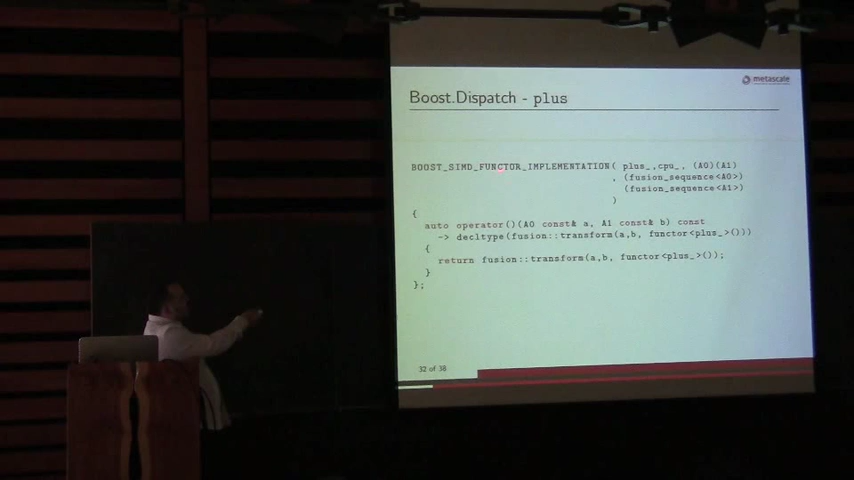 metascale
Boost.Dispatch - plus
BOOST_SIMD_FUNCTOR_IMPLEMENTATION( plus_,cpu_, (A0)(A1)
, (fusion_sequence<A0>)
(fusion_sequence<A1>)
)
{
auto operator()(A0 const& a, A1 const& b) const
-> decltype(fusion::transform(a,b, functor<plus_>()))
{
return fusion::transform(a,b, functor<plus_>());
}
};
32 of 38